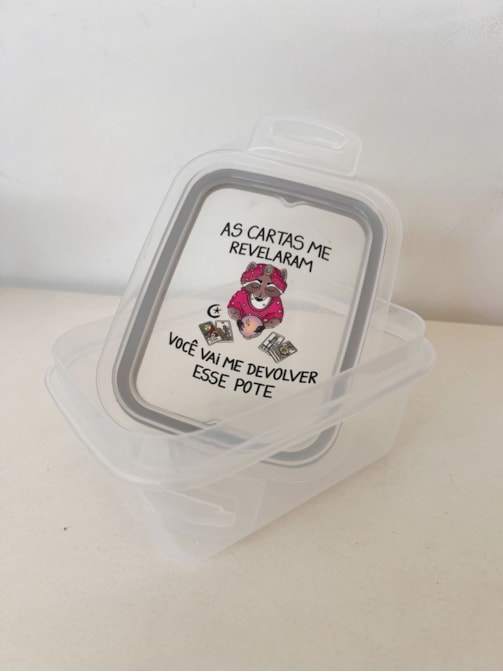 AS CARTAS ME
REVELARAM
VOCÊ VAI ME DEVOLVER
ESSE POTE